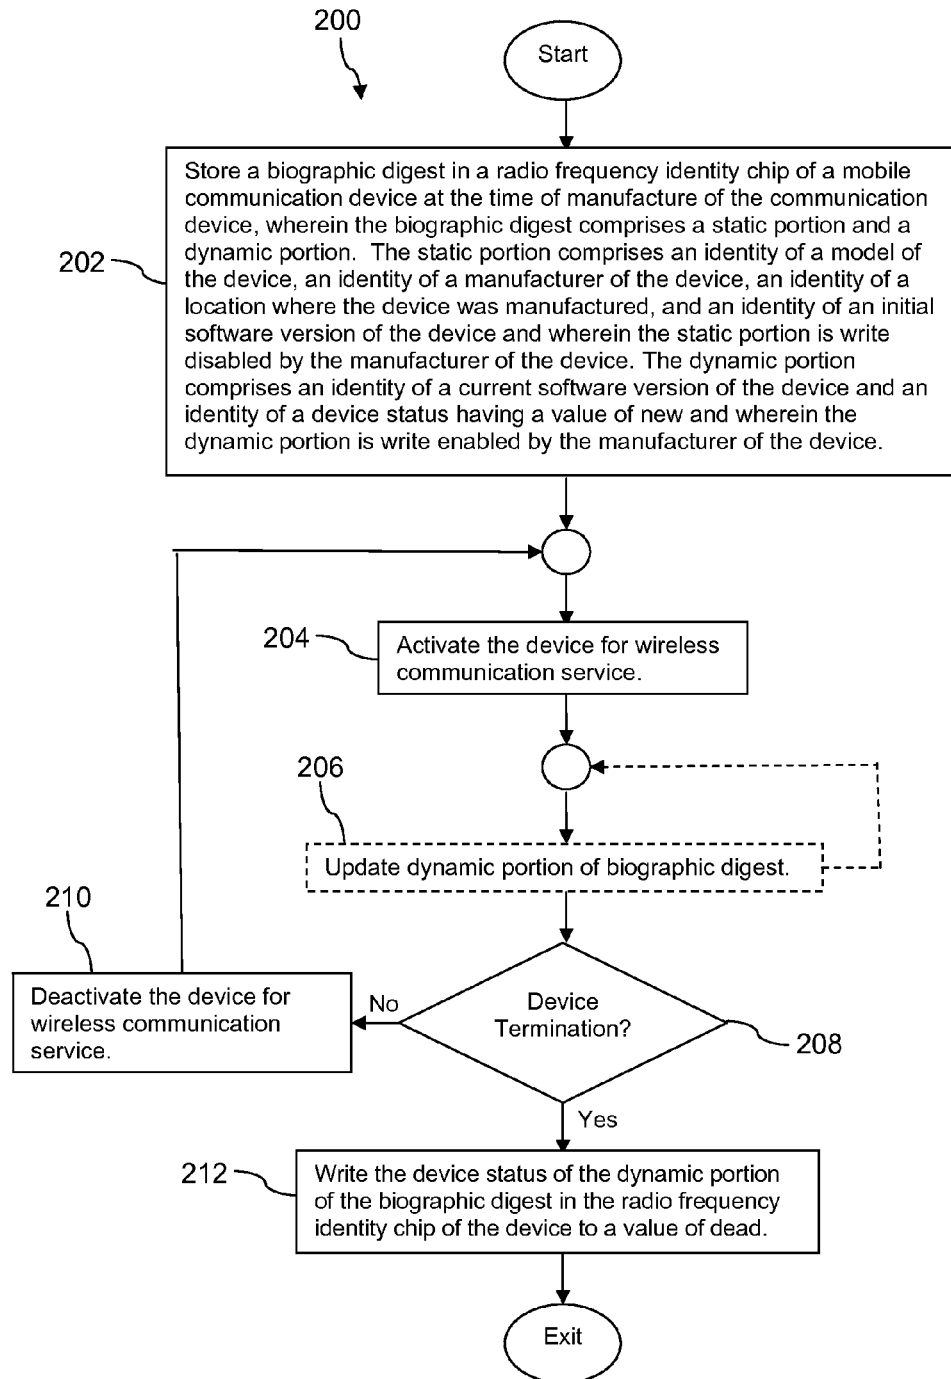 200
Start
Store a biographic digest in a radio frequency identity chip of a mobile
communication device at the time of manufacture of the communication
device, wherein the biographic digest comprises a static portion and a
dynamic portion.  The static portion comprises an identity of a model of
the device, an identity of a manufacturer of the device, an identity of a
location where the device was manufactured, and an identity of an initial
software version of the device and wherein the static portion is write
disabled by the manufacturer of the device. The dynamic portion
comprises an identity of a current software version of the device and an
identity of a device status having a value of new and wherein the
dynamic portion is write enabled by the manufacturer of the device.
202
204
Activate the device for wireless
communication service.
206
Update dynamic portion of biographic digest.
210
Deactivate the device for
wireless communication
service.
No
Device
Termination?
208
Yes
212
Write the device status of the dynamic portion
of the biographic digest in the radio frequency
identity chip of the device to a value of dead.
Exit